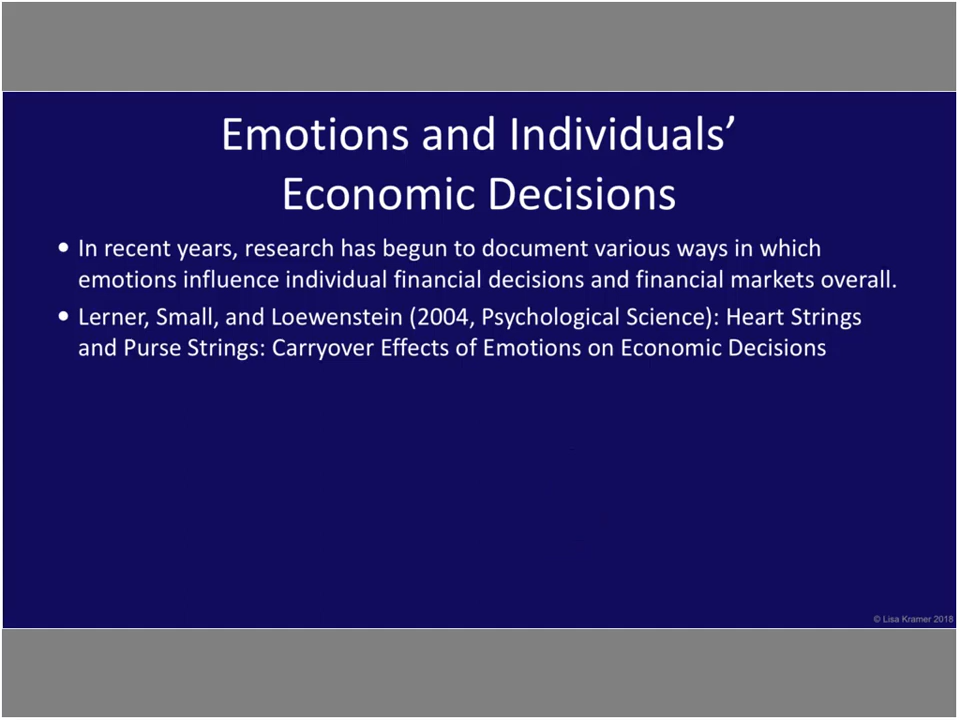 Emotions and Individuals’
Economic Decisions
• In recent years, research has begun to document various ways in which
emotions influence individual financial decisions and financial markets overall.
• Lerner, Small, and Loewenstein (2004, Psychological Science): Heart Strings
and Purse Strings: Carryover Effects of Emotions on Economic Decisions
© Lisa Kramer 2018